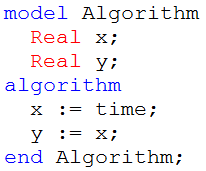 model Algorithm
  Real x;
  Real y;
algorithm
  x := time;
  y := x;
end Algorithm;